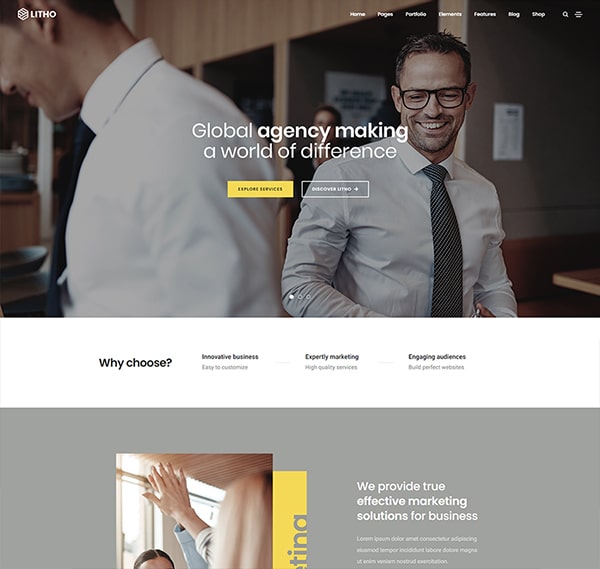 LITHO
Home Pages Portfolio Elements Features Blog Shop
Global agency making
a world of difference
EXPLORE SERVICES
DISCOVER LITHO
Why choose?
Innovative business
Easy to customize
Expertly marketing
High quality services
Engaging audiences
Build perfect websites
We provide true
effective marketing
solutions for business
Lorem ipsum dolor amet consectetur adipiscing
eiusmod tempor incididunt labore dolore magna
ut enim veniam nostrud exercitation.
eting